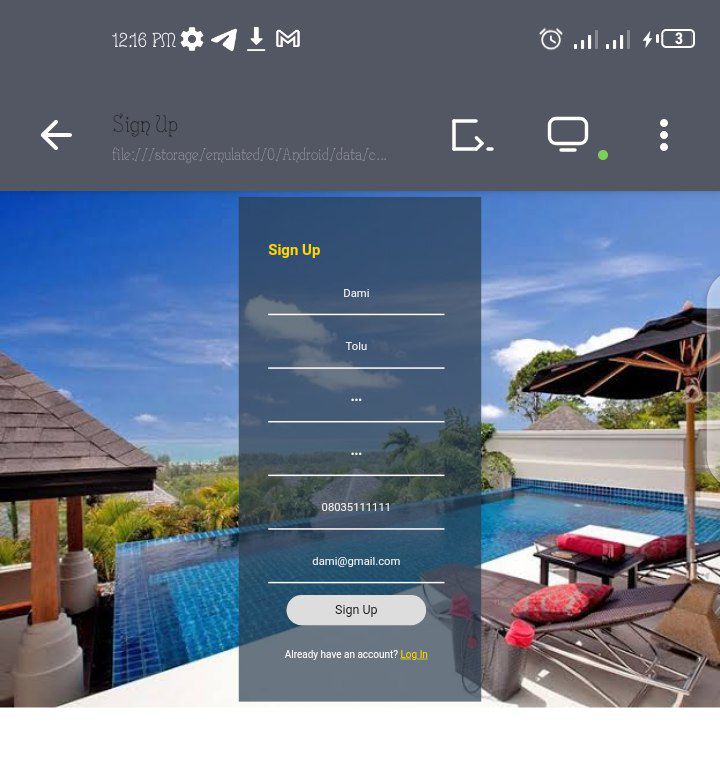 12:16 PM
3
Sign Up
file:///storage/emulated/0/Android/data/c...
Sign Up
Dami
Tolu
•••
•••
08035111111
dami@gmail.com
Sign Up
Already have an account? Log In